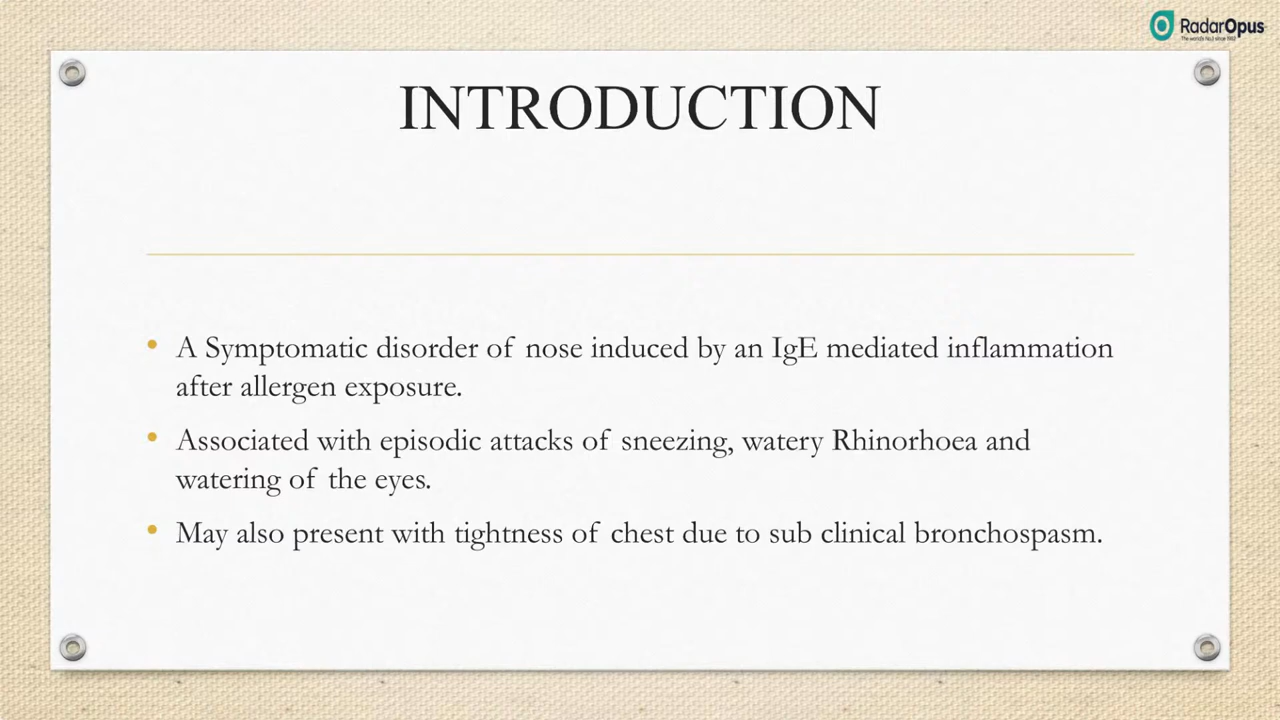 RadarOpus
INTRODUCTION
• A Symptomatic disorder of nose induced by an IgE mediated inflammation
after allergen exposure.
• Associated with episodic attacks of sneezing, watery Rhinorhoea and
watering of the eyes.
• May also present with tightness of chest due to sub clinical bronchospasm.